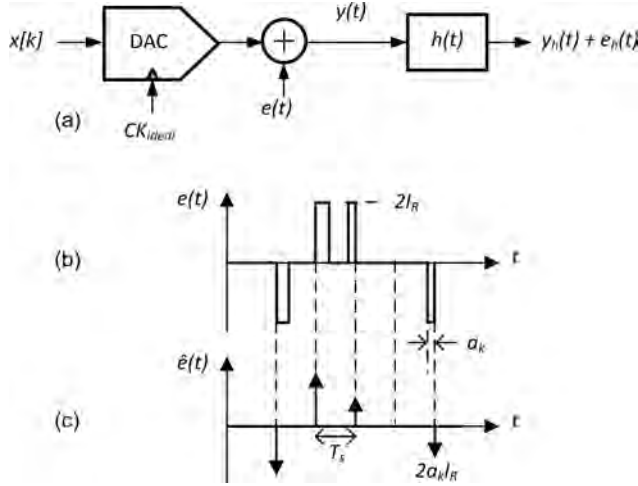 y(t)
x[k]
DAC
+
h(t)
y_h(t) + e_h(t)
e(t)
(a)
CK_ideal
e(t)
2I_R
(b)
t
a_k
ê(t)
(c)
t
T_s
2a_kI_R